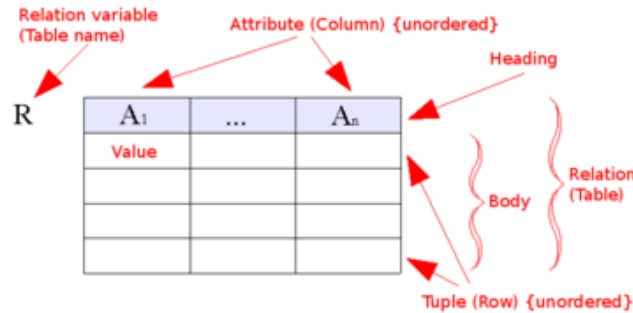 Relation variable
(Table name)
Attribute (Column) {unordered}
Heading
R
A1
...
An
Value
Body
Relation
(Table)
Tuple (Row) {unordered}